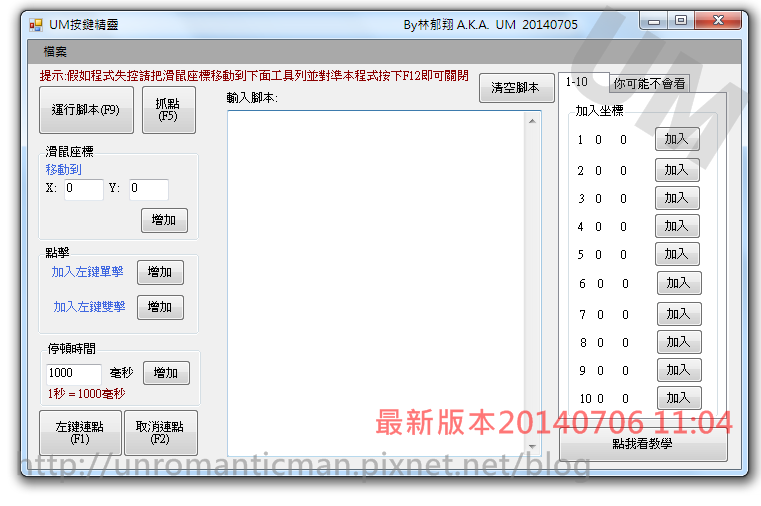 UM按鍵精靈 By林郁翔 A.K.A. UM 20140705
檔案
提示:假如程式失控請把滑鼠座標移動到下面工具列並對準本程式按下F12即可關閉
清空腳本
1-10 你可能不會看
運行腳本(F9)
抓點
(F5)
輸入腳本:
加入坐標
1 0 0 加入
2 0 0 加入
3 0 0 加入
4 0 0 加入
5 0 0 加入
6 0 0 加入
7 0 0 加入
8 0 0 加入
9 0 0 加入
10 0 0 加入
滑鼠座標
移動到
X: 0 Y: 0
增加
點擊
加入左鍵單擊 增加
加入左鍵雙擊 增加
停頓時間
1000 毫秒 增加
1秒 = 1000毫秒
左鍵連點
(F1)
取消連點
(F2)
最新版本20140706 11:04
點我看教學
http://unromanticman.pixnet.net/blog
UM